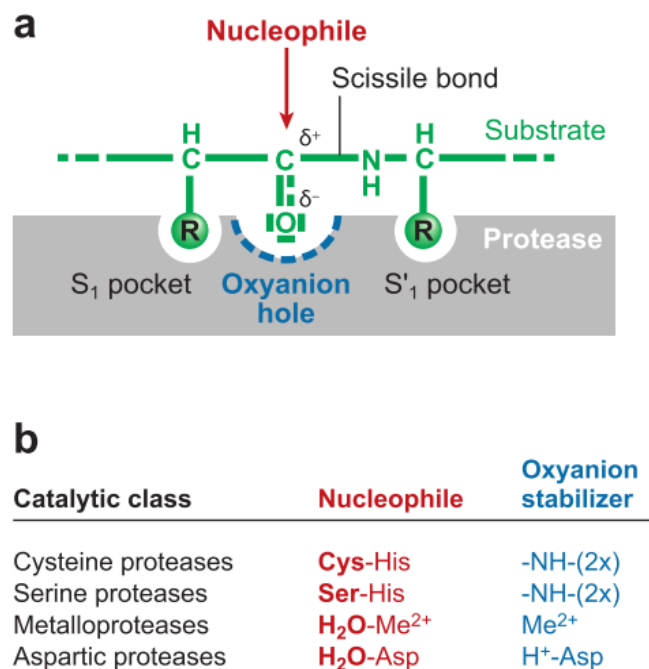 a
Nucleophile
Scissile bond
H
C
δ⁺
C
N
H
H
C
Substrate
δ⁻
O
R
R
Protease
S₁ pocket
Oxyanion
hole
S'₁ pocket
b
Catalytic class
Nucleophile
Oxyanion
stabilizer
Cysteine proteases Cys-His -NH-(2x)
Serine proteases Ser-His -NH-(2x)
Metalloproteases H₂O-Me²⁺ Me²⁺
Aspartic proteases H₂O-Asp H⁺-Asp